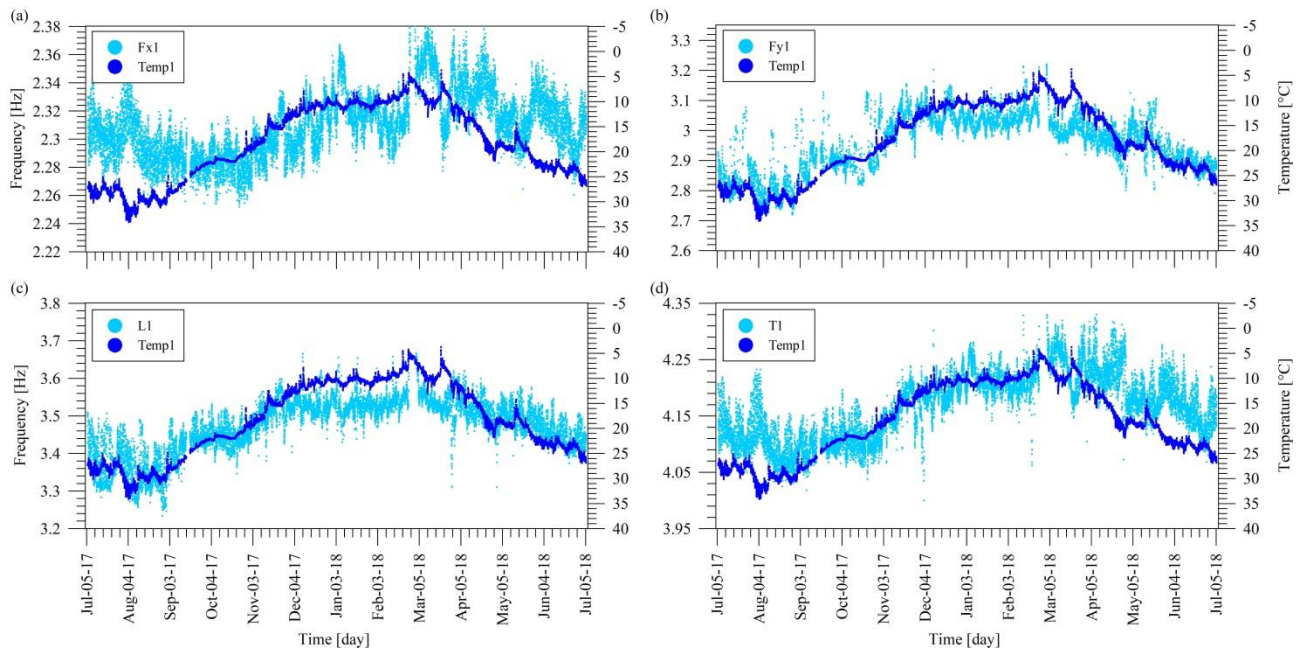 (a)
2.38
2.36
2.34
2.32
2.3
2.28
2.26
2.24
2.22
Frequency [Hz]
Fx1
Temp1
-5
0
5
10
15
20
25
30
35
40
(b)
3.3
3.2
3.1
3
2.9
2.8
2.7
2.6
Fy1
Temp1
-5
0
5
10
15
20
25
30
35
40
Temperature [°C]
(c)
3.8
3.7
3.6
3.5
3.4
3.3
3.2
Frequency [Hz]
L1
Temp1
-5
0
5
10
15
20
25
30
35
40
Jul-05-17
Aug-04-17
Sep-03-17
Oct-04-17
Nov-03-17
Dec-04-17
Jan-03-18
Feb-03-18
Mar-05-18
Apr-05-18
May-05-18
Jun-04-18
Jul-05-18
Time [day]
(d)
4.35
4.25
4.15
4.05
3.95
T1
Temp1
-5
0
5
10
15
20
25
30
35
40
Temperature [°C]
Jul-05-17
Aug-04-17
Sep-03-17
Oct-04-17
Nov-03-17
Dec-04-17
Jan-03-18
Feb-03-18
Mar-05-18
Apr-05-18
May-05-18
Jun-04-18
Jul-05-18
Time [day]